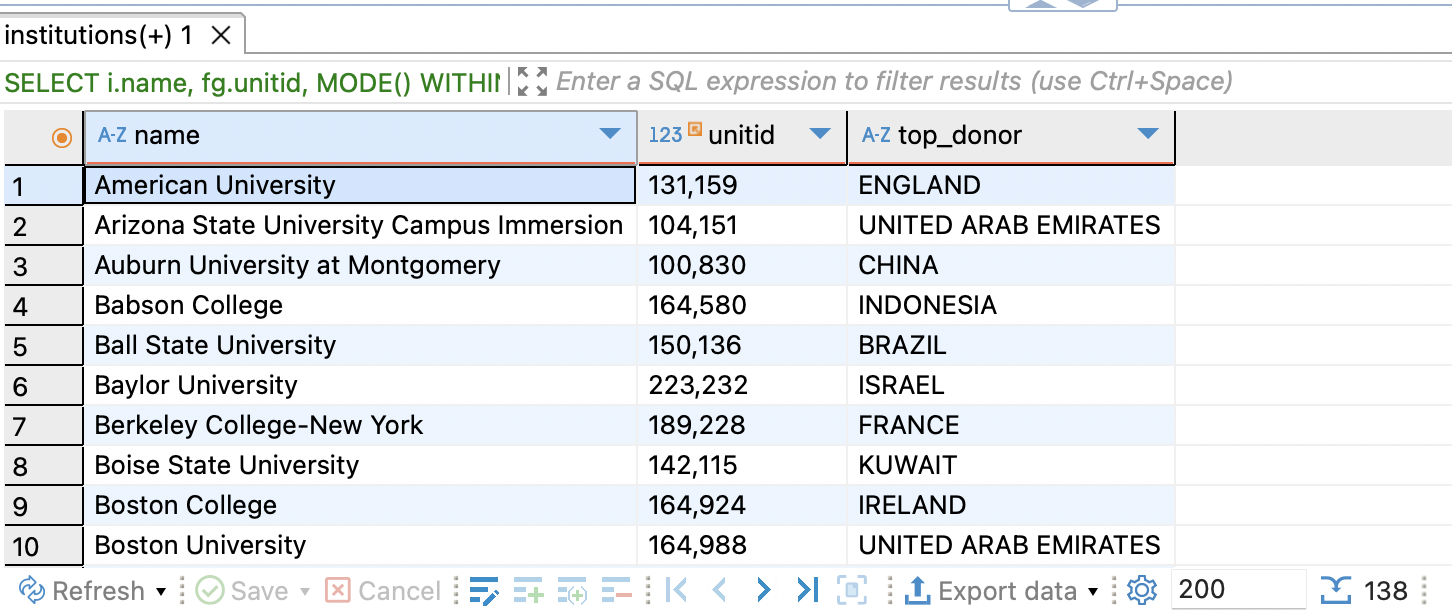 institutions(+) 1
SELECT i.name, fg.unitid, MODE() WITHIN Enter a SQL expression to filter results (use Ctrl+Space)
A-Z name 123 unitid A-Z top_donor
1 American University 131,159 ENGLAND
2 Arizona State University Campus Immersion 104,151 UNITED ARAB EMIRATES
3 Auburn University at Montgomery 100,830 CHINA
4 Babson College 164,580 INDONESIA
5 Ball State University 150,136 BRAZIL
6 Baylor University 223,232 ISRAEL
7 Berkeley College-New York 189,228 FRANCE
8 Boise State University 142,115 KUWAIT
9 Boston College 164,924 IRELAND
10 Boston University 164,988 UNITED ARAB EMIRATES
Refresh Save Cancel Export data 200 138